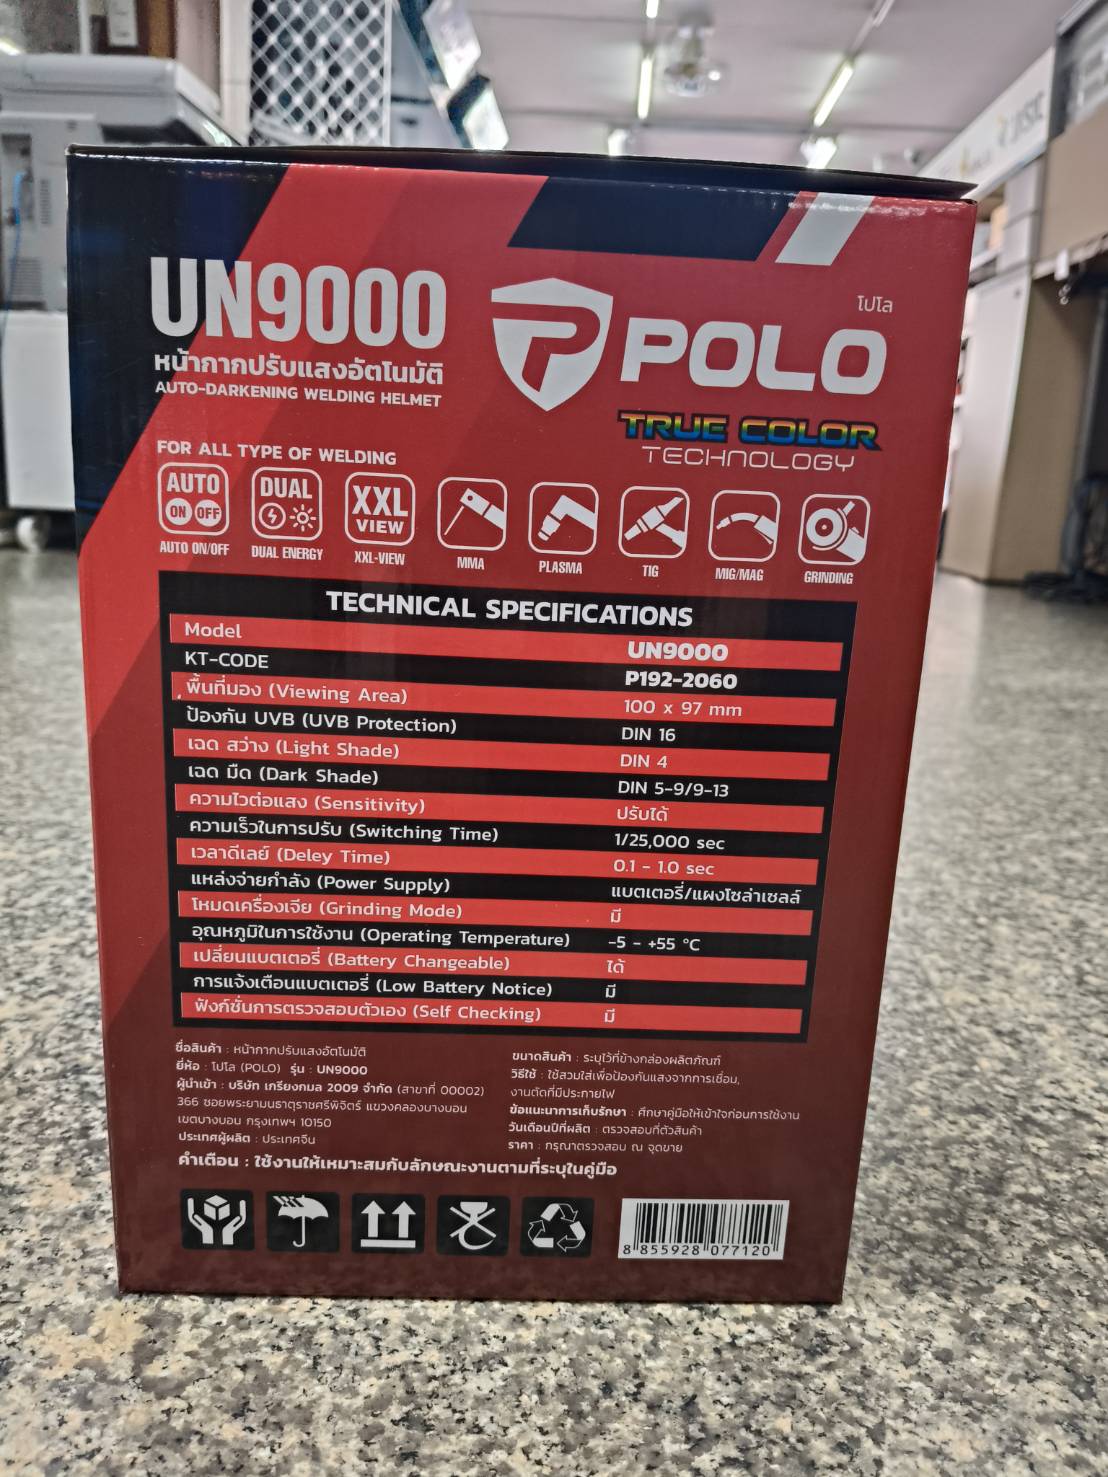 UN9000
หน้ากากปรับแสงอัตโนมัติ
AUTO-DARKENING WELDING HELMET
โปโล
POLO
TRUE COLOR
TECHNOLOGY
FOR ALL TYPE OF WELDING
AUTO
ON OFF
DUAL
XXL
VIEW
AUTO ON/OFF DUAL ENERGY XXL-VIEW MMA PLASMA TIG MIG/MAG GRINDING
TECHNICAL SPECIFICATIONS
Model UN9000
KT-CODE P192-2060
พื้นที่มอง (Viewing Area) 100 x 97 mm
ป้องกัน UVB (UVB Protection) DIN 16
เฉด สว่าง (Light Shade) DIN 4
เฉด มืด (Dark Shade) DIN 5-9/9-13
ความไวต่อแสง (Sensitivity) ปรับได้
ความเร็วในการปรับ (Switching Time) 1/25,000 sec
เวลาดีเลย์ (Deley Time) 0.1 - 1.0 sec
แหล่งจ่ายกำลัง (Power Supply) แบตเตอรี่/แผงโซล่าเซลล์
โหมดเครื่องเจีย (Grinding Mode) มี
อุณหภูมิในการใช้งาน (Operating Temperature) -5 - +55 °C
เปลี่ยนแบตเตอรี่ (Battery Changeable) ได้
การแจ้งเตือนแบตเตอรี่ (Low Battery Notice) มี
ฟังก์ชั่นการตรวจสอบตัวเอง (Self Checking) มี
ชื่อสินค้า : หน้ากากปรับแสงอัตโนมัติ
ยี่ห้อ : โปโล (POLO) รุ่น : UN9000
ผู้นำเข้า : บริษัท เกรียงกมล 2009 จำกัด (สาขาที่ 00002)
366 ซอยพระยามนธาตุราชศรีพิจิตร์ แขวงคลองบางบอน
เขตบางบอน กรุงเทพฯ 10150
ประเทศผู้ผลิต : ประเทศจีน
ขนาดสินค้า : ระบุไว้ที่ข้างกล่องผลิตภัณฑ์
วิธีใช้ : ใช้สวมใส่เพื่อป้องกันแสงจากการเชื่อม,
งานตัดที่มีประกายไฟ
ข้อแนะนาการเก็บรักษา : ศึกษาคู่มือให้เข้าใจก่อนการใช้งาน
วันเดือนปีที่ผลิต : ตรวจสอบที่ตัวสินค้า
ราคา : กรุณาตรวจสอบ ณ จุดขาย
คำเตือน : ใช้งานให้เหมาะสมกับลักษณะงานตามที่ระบุในคู่มือ
8 855928 077120